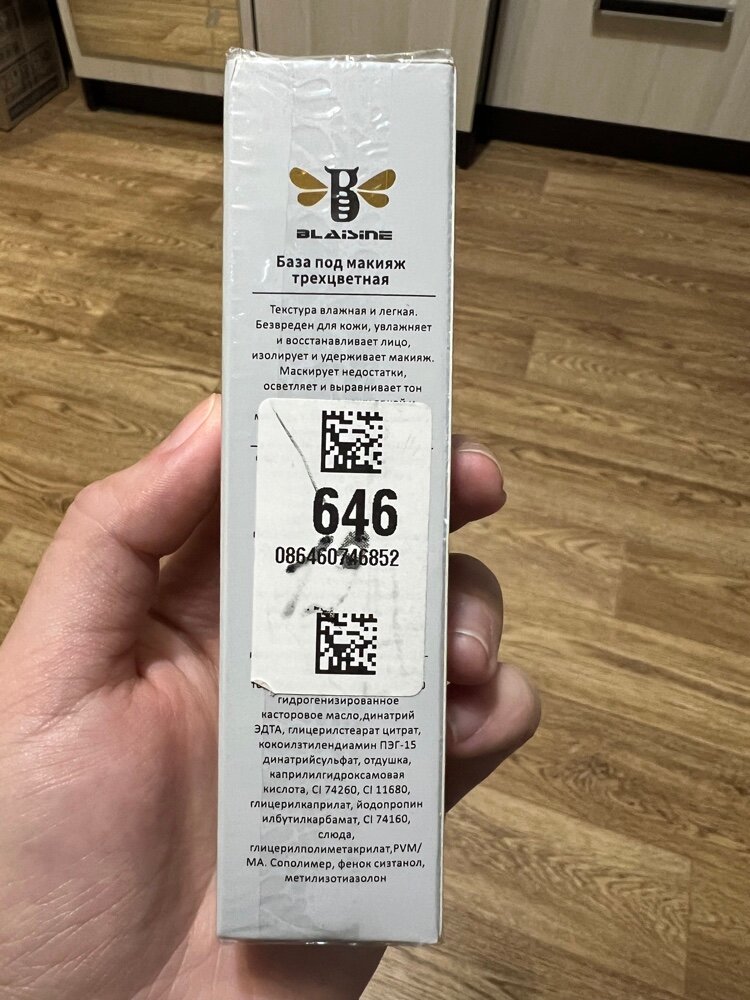 BLAISINE
База под макияж
трехцветная
Текстура влажная и легкая.
Безвреден для кожи, увлажняет
и восстанавливает лицо,
изолирует и удерживает макияж.
Маскирует недостатки,
осветляет и выравнивает тон
646
086460746852
гидрогенизированное
касторовое масло,динатрий
ЭДТА, глицерилстеарат цитрат,
кокоилзтилендиамин ПЭГ-15
динатрийсульфат, отдушка,
каприлилгидроксамовая
кислота, CI 74260, CI 11680,
глицерилкаприлат, йодопропин
илбутилкарбамат, CI 74160,
слюда,
глицерилполиметакрилат,PVM/
MA. Сополимер, фенок сизтанол,
метилизотиазолон